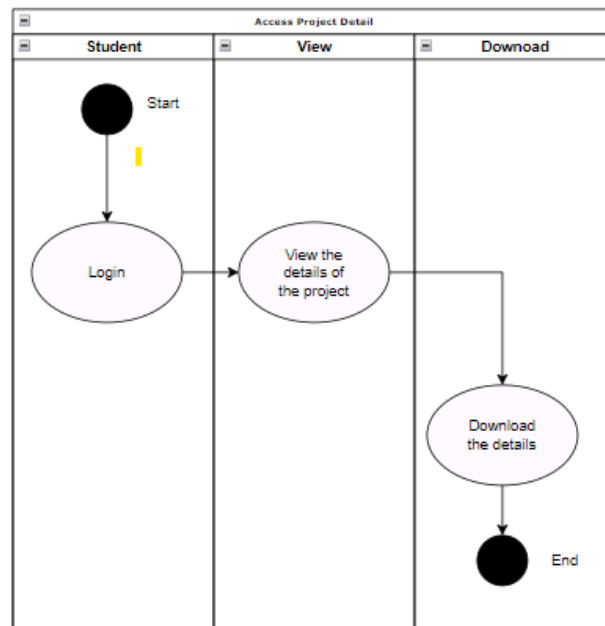 Access Project Detail
Student
View
Downoad
Start
Login
View the
details of
the project
Download
the details
End